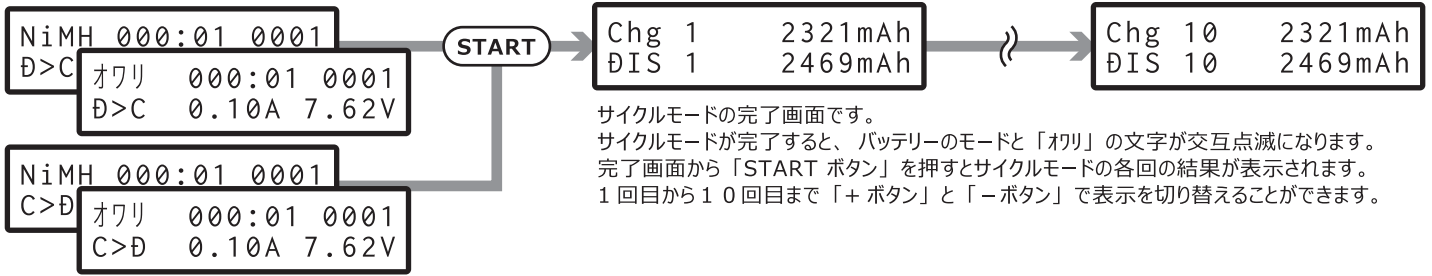 NiMH 000:01 0001
Ð>C
オワリ 000:01 0001
Ð>C 0.10A 7.62V
START
Chg 1 2321mAh
ÐIS 1 2469mAh
Chg 10 2321mAh
ÐIS 10 2469mAh
サイクルモードの完了画面です。
サイクルモードが完了すると、バッテリーのモードと「ｵﾜﾘ」の文字が交互点滅になります。
完了画面から「START ボタン」を押すとサイクルモードの各回の結果が表示されます。
１回目から１０回目まで「＋ボタン」と「－ボタン」で表示を切り替えることができます。
NiMH 000:01 0001
C>Ð
オワリ 000:01 0001
C>Ð 0.10A 7.62V